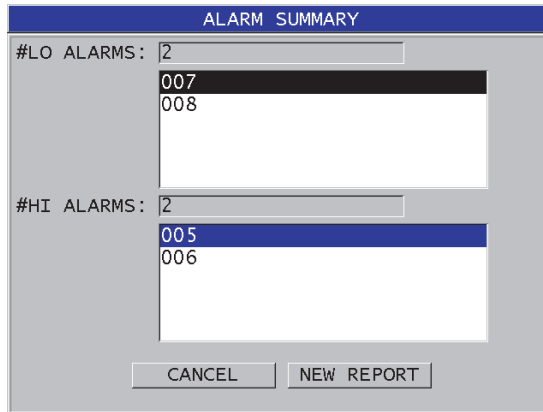 ALARM SUMMARY
#LO ALARMS: 2
007
008
#HI ALARMS: 2
005
006
CANCEL NEW REPORT